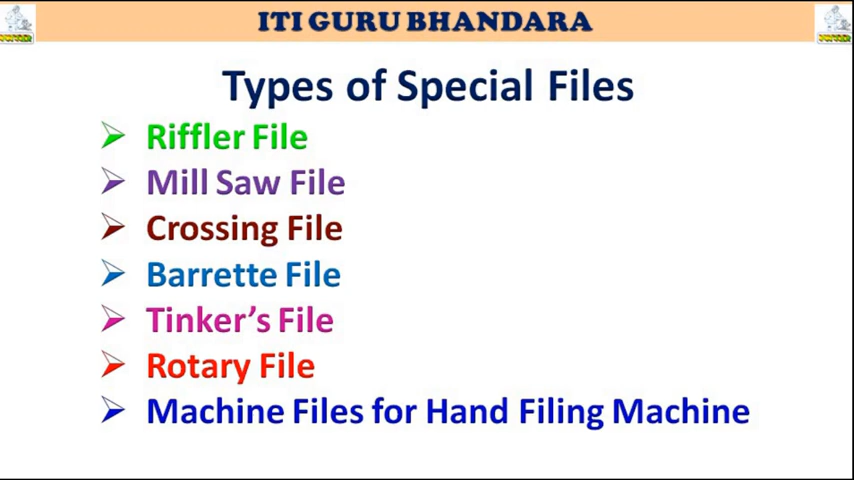 ITI GURU BHANDARA
Types of Special Files
Riffler File
Mill Saw File
Crossing File
Barrette File
Tinker's File
Rotary File
Machine Files for Hand Filing Machine